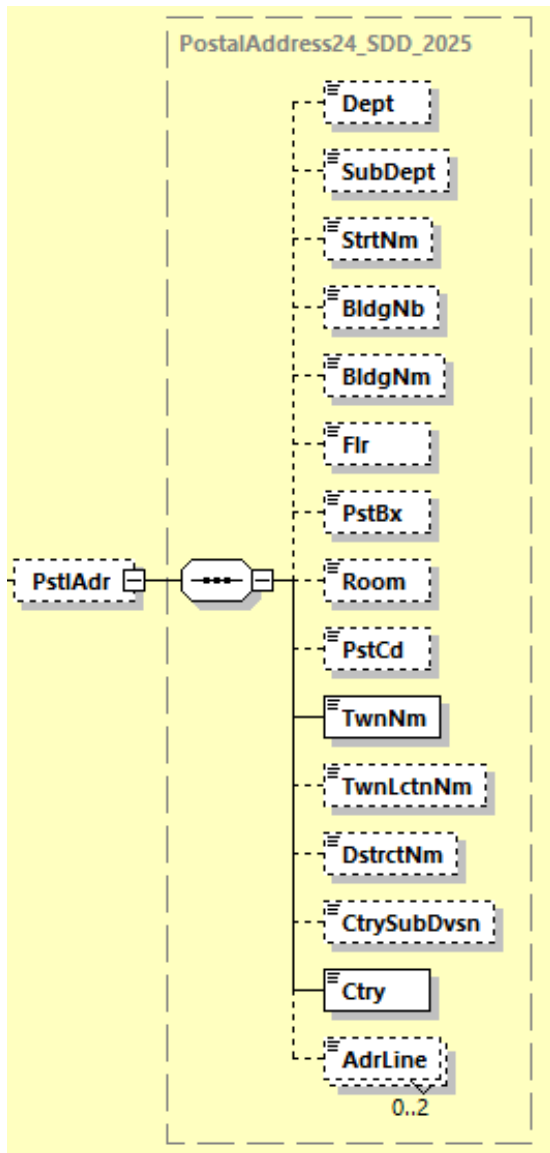 PostalAddress24_SDD_2025
Dept
SubDept
StrtNm
BldgNb
BldgNm
Flr
PstBx
PstlAdr
Room
PstCd
TwnNm
TwnLctnNm
DstrctNm
CtrySubDvsn
Ctry
AdrLine
0..2